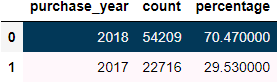 purchase_year count percentage
0 2018 54209 70.470000
1 2017 22716 29.530000